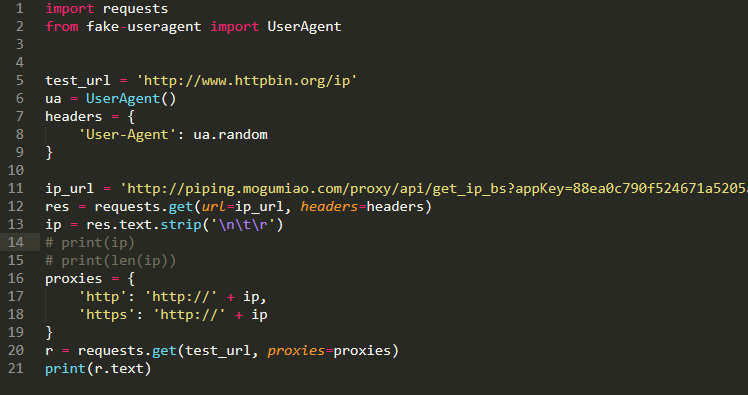 1 import requests
2 from fake-useragent import UserAgent
3
4
5 test_url = 'http://www.httpbin.org/ip'
6 ua = UserAgent()
7 headers = {
8     'User-Agent': ua.random
9 }
10
11 ip_url = 'http://piping.mogumiao.com/proxy/api/get_ip_bs?appKey=88ea0c790f524671a5205
12 res = requests.get(url=ip_url, headers=headers)
13 ip = res.text.strip('\n\t\r')
14 # print(ip)
15 # print(len(ip))
16 proxies = {
17     'http': 'http://' + ip,
18     'https': 'http://' + ip
19 }
20 r = requests.get(test_url, proxies=proxies)
21 print(r.text)